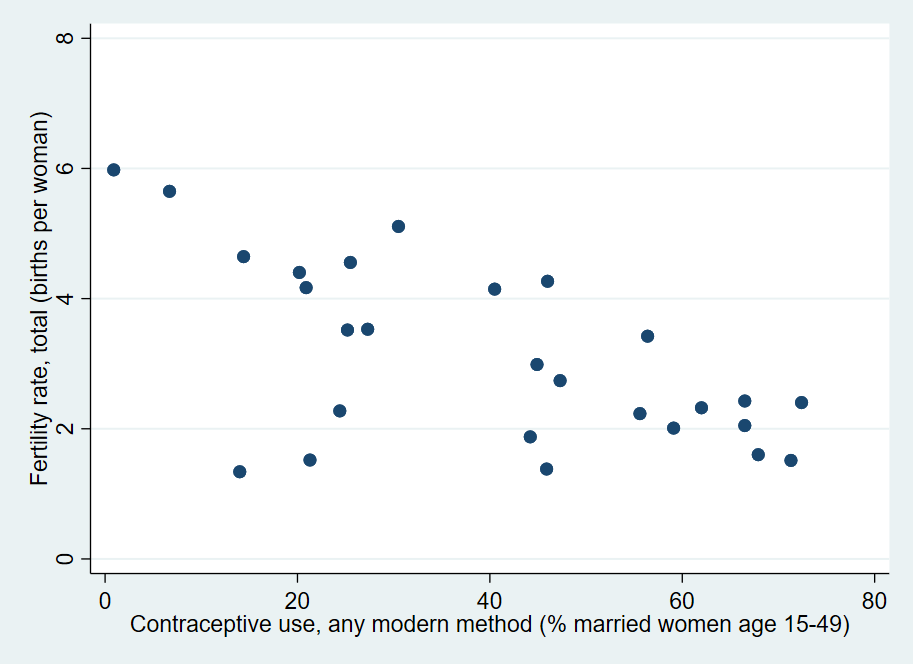 8
6
4
2
0
Fertility rate, total (births per woman)
0 20 40 60 80
Contraceptive use, any modern method (% married women age 15-49)